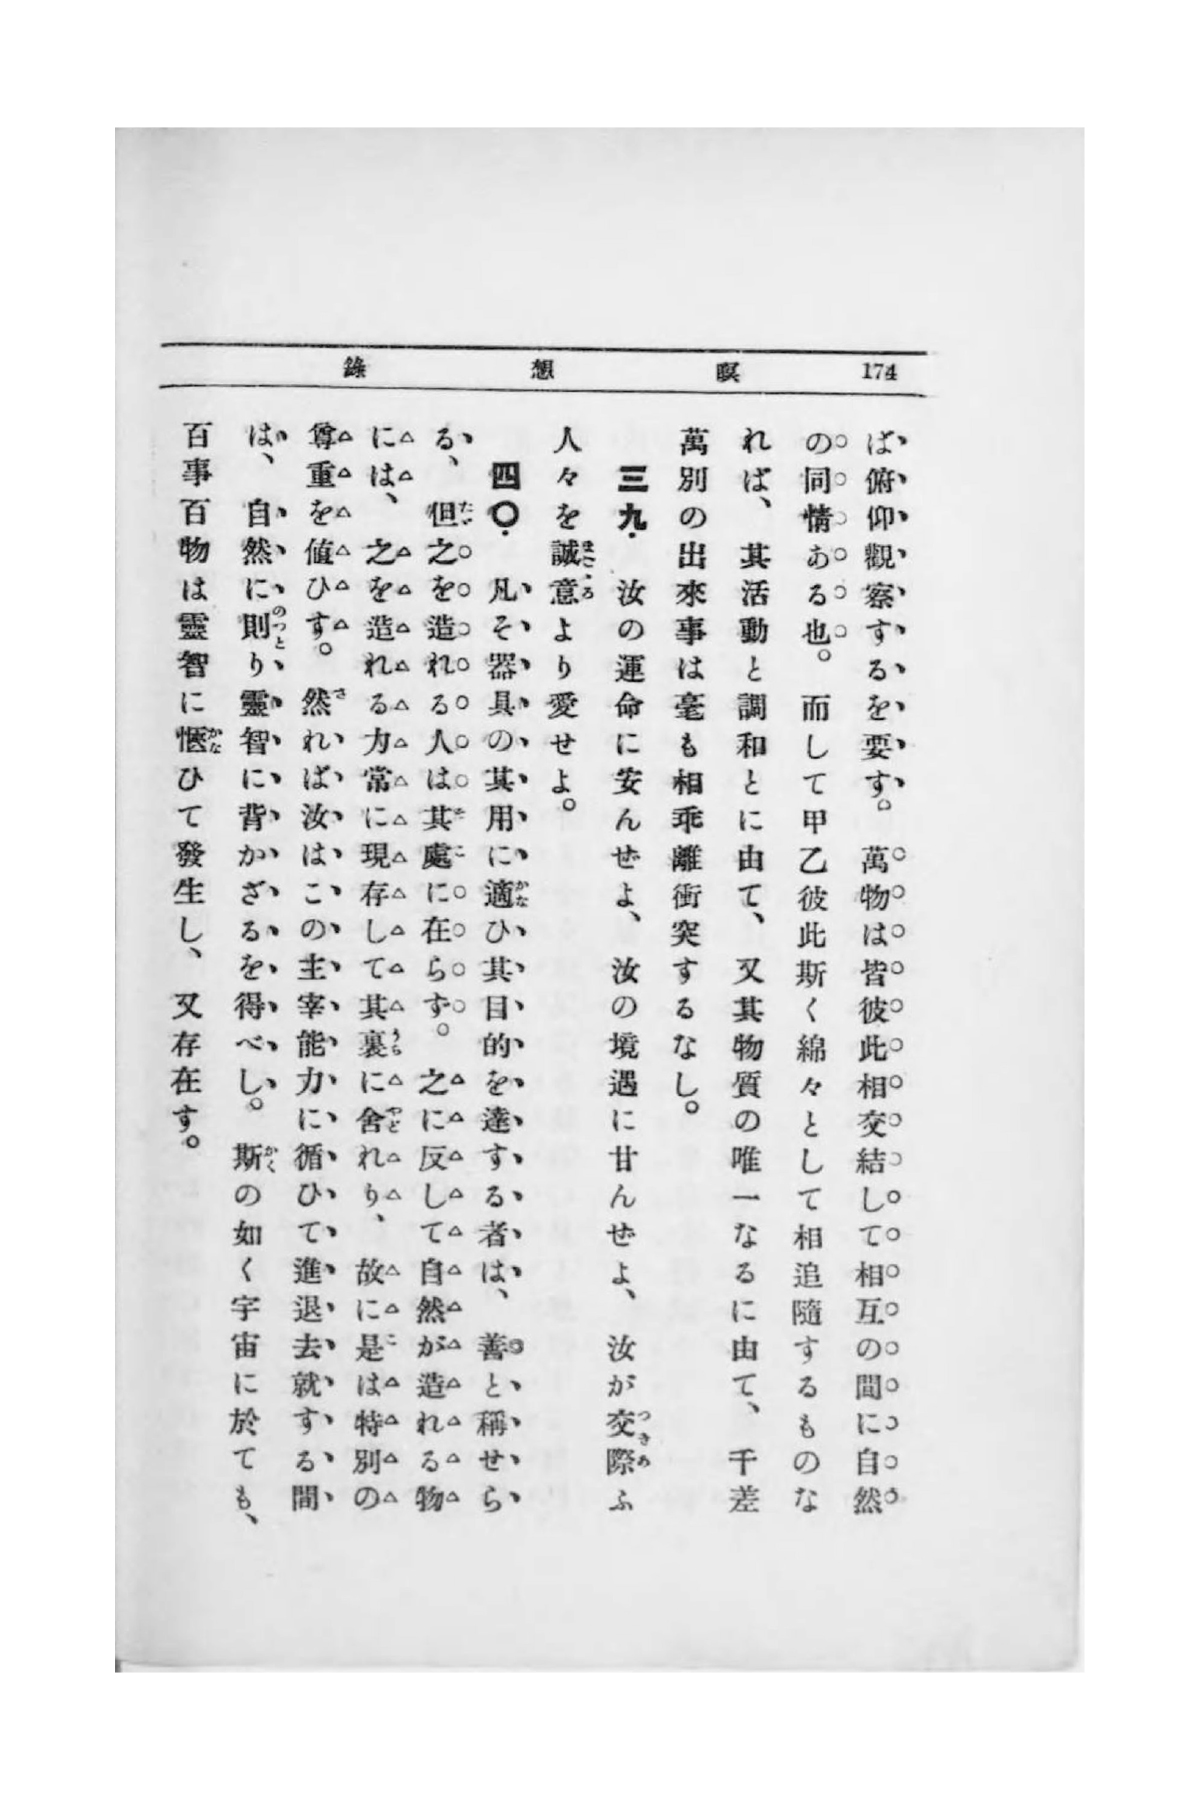 174 瞑想錄
ば俯仰觀察するを要す。萬物は皆彼此相交結して相互の間に自然
の同情ある也。而して甲乙彼此斯く綿々として相追隨するものな
れば、其活動と調和とに由て、又其物質の唯一なるに由て、千差
萬別の出來事は毫も相乖離衝突するなし。
三九．汝の運命に安んぜよ、汝の境遇に甘んぜよ、汝が交際ふ
人々を誠意より愛せよ。
四〇．凡そ器具の其用に適ひ其目的を達する者は、善と稱せら
る、但之を造れる人は其處に在らず。之に反して自然が造れる物
には、之を造れる力常に現存して其裏に舍れり、故に是は特別の
尊重を値ひす。然れば汝はこの主宰能力に循ひて進退去就する間
は、自然に則り靈智に背かざるを得べし。斯の如く宇宙に於ても、
百事百物は靈智に愜ひて發生し、又存在す。